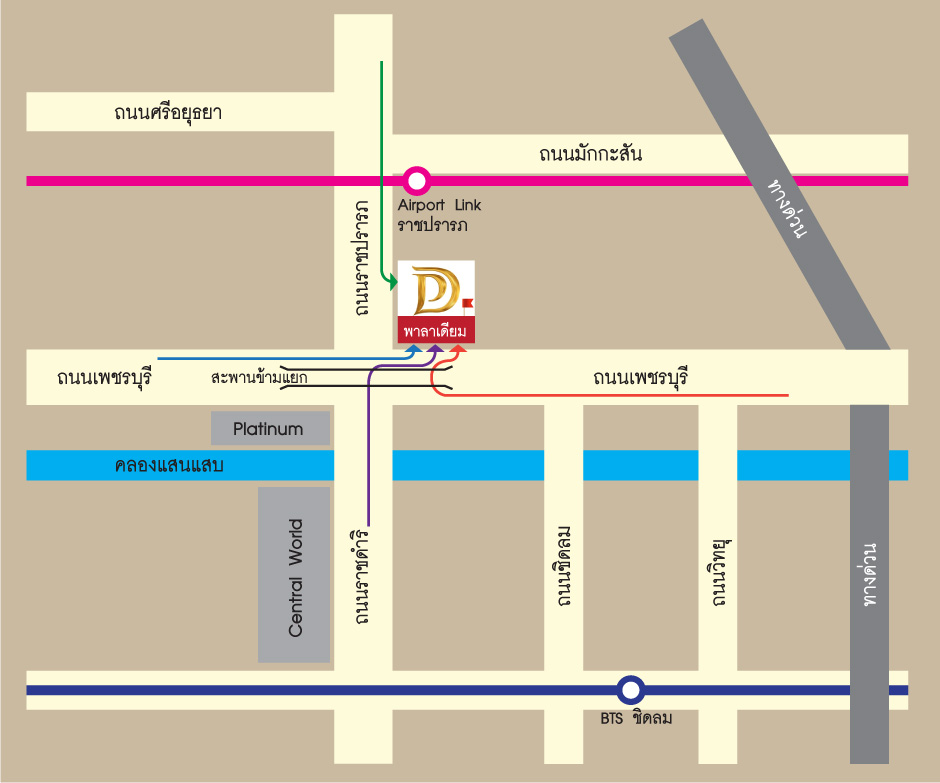 ถนนศรีอยุธยา
ถนนมักกะสัน
ทางด่วน
Airport Link
ราชปรารภ
ถนนราชปรารภ
พาลาเดียม
ถนนเพชรบุรี
สะพานข้ามแยก
ถนนเพชรบุรี
Platinum
คลองแสนแสบ
Central World
ถนนราชดำริ
ถนนชิดลม
ถนนวิทยุ
ทางด่วน
BTS ชิดลม